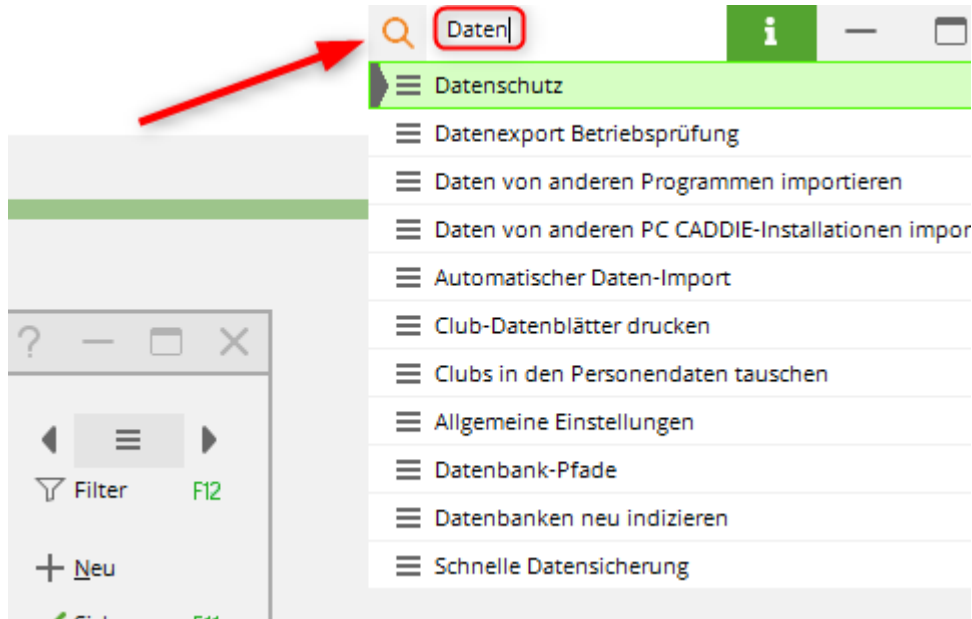 Daten
Datenschutz
Datenexport Betriebsprüfung
Daten von anderen Programmen importieren
Daten von anderen PC CADDIE-Installationen impor
Automatischer Daten-Import
Club-Datenblätter drucken
Clubs in den Personendaten tauschen
Allgemeine Einstellungen
Datenbank-Pfade
Datenbanken neu indizieren
Schnelle Datensicherung
Filter F12
Neu